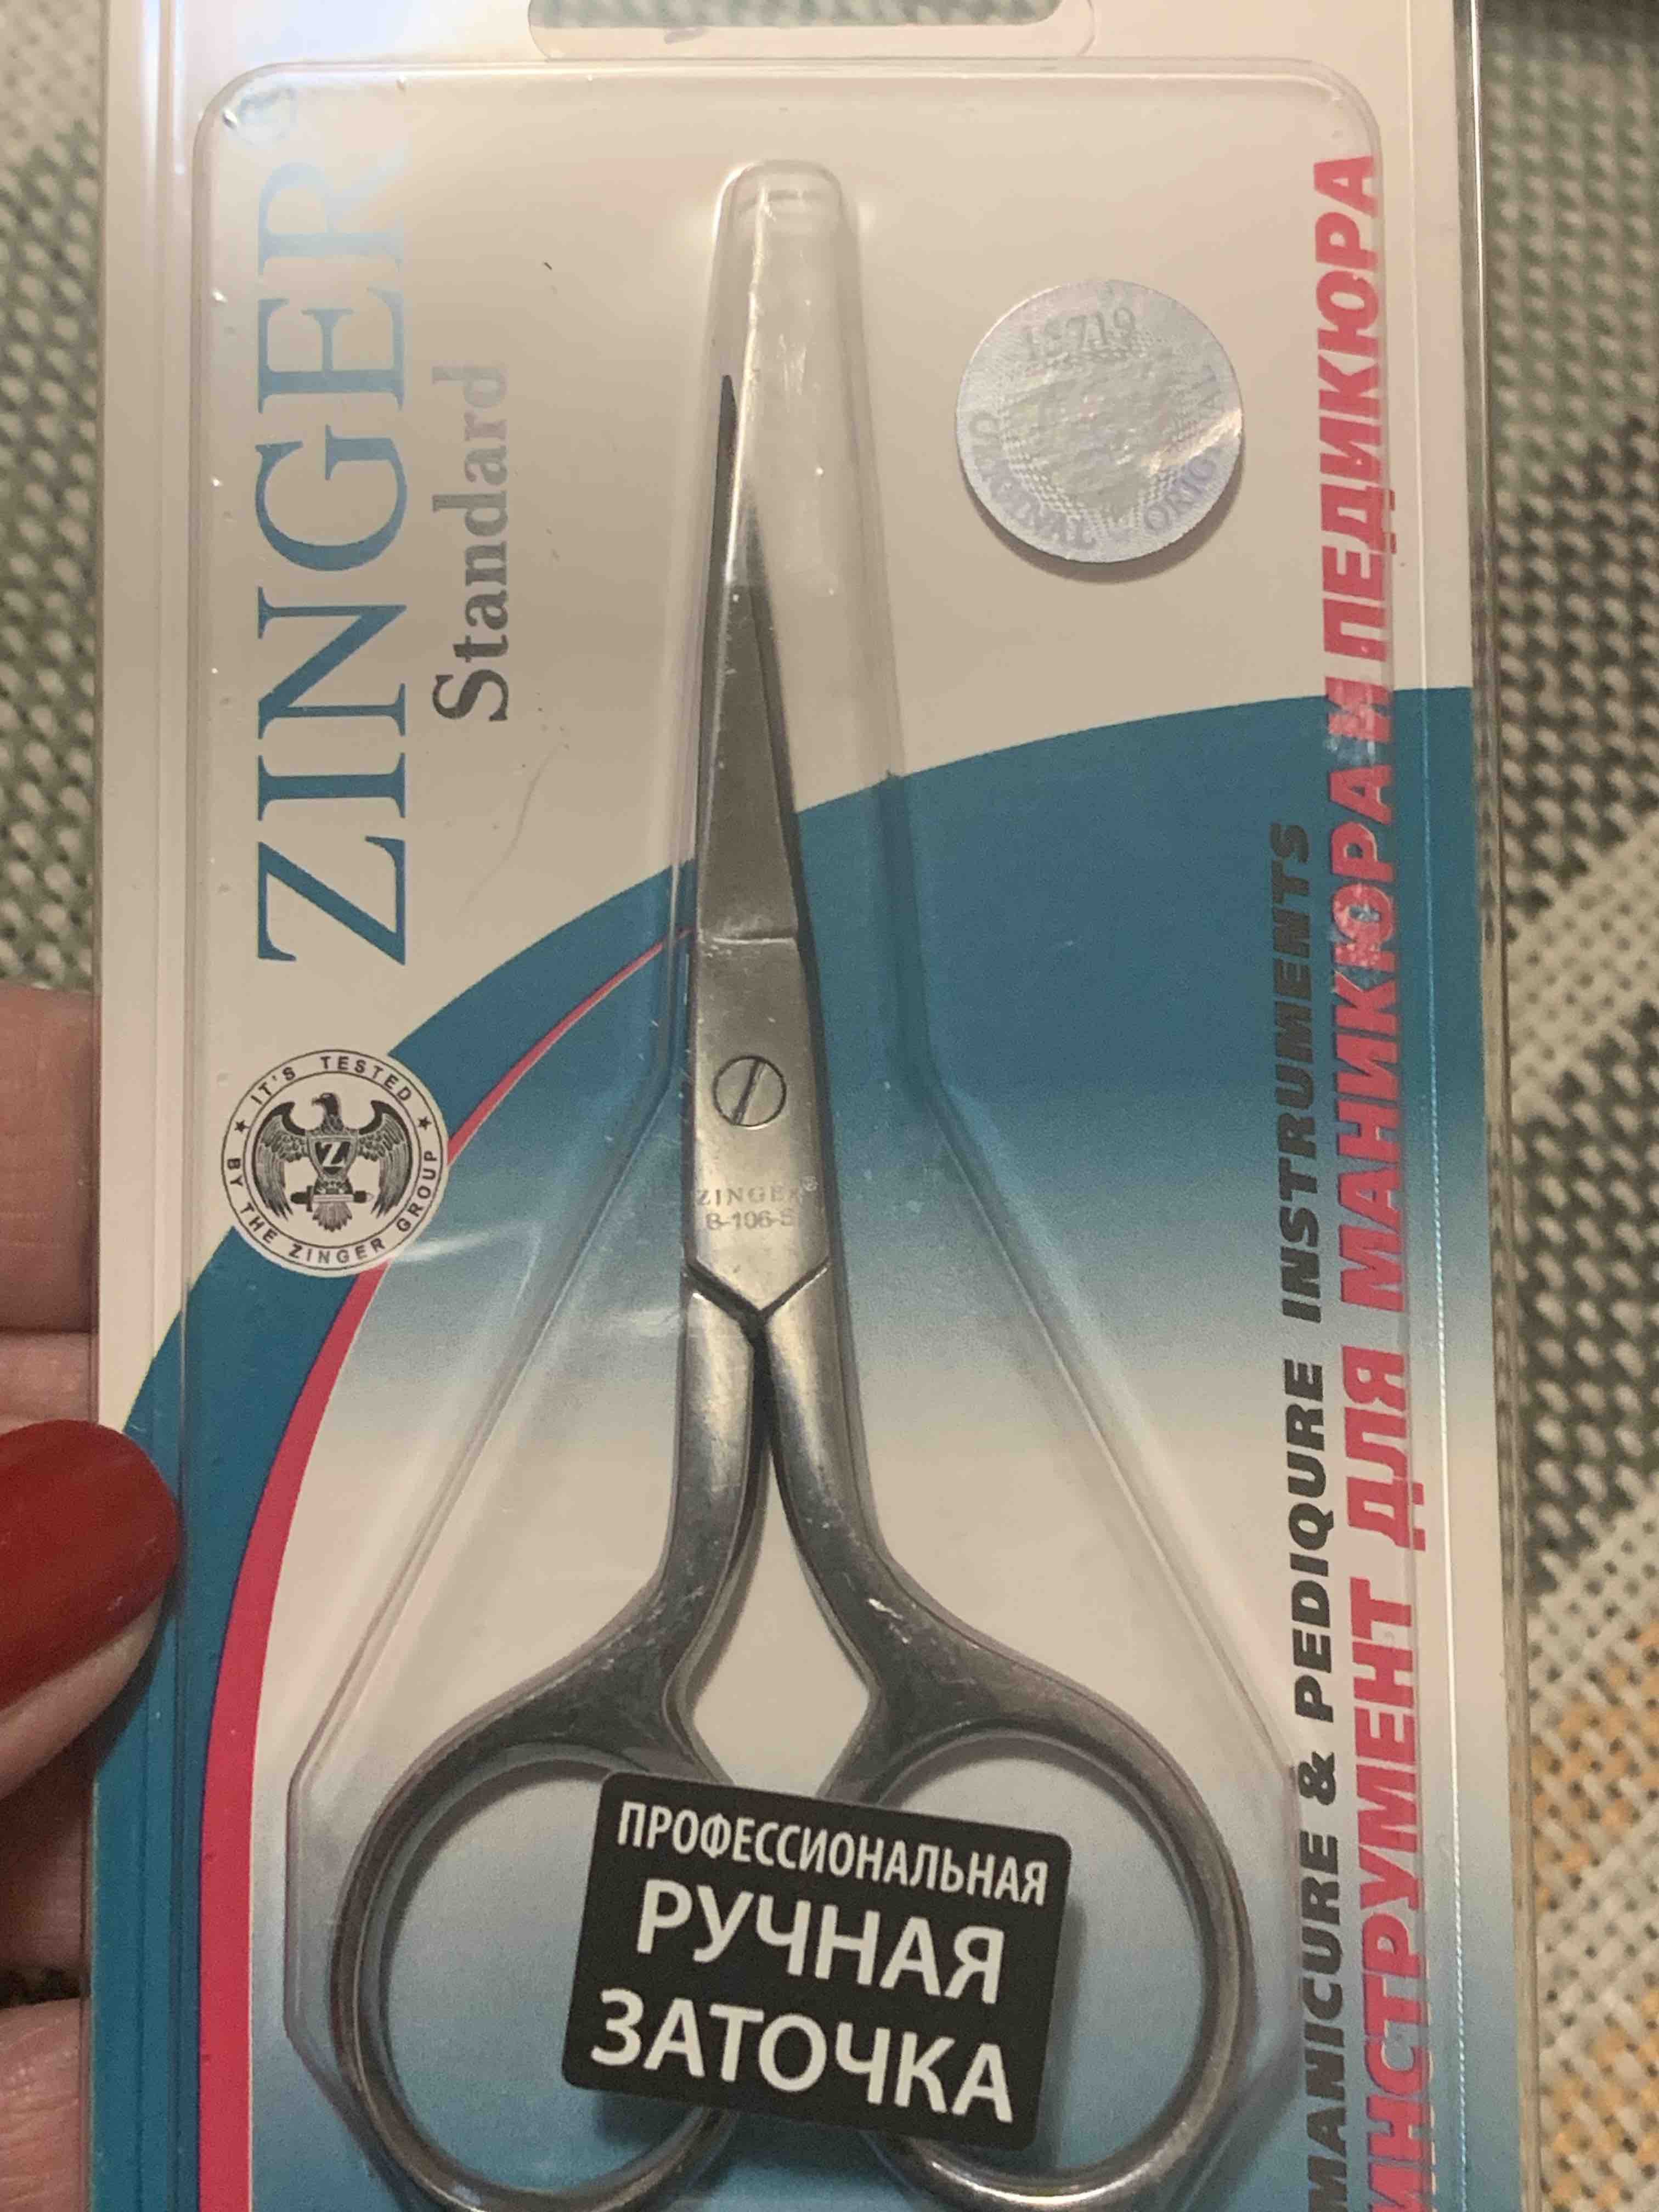 ZINGER®
Standard
IT'S TESTED
BY THE ZINGER GROUP
ORIGINAL
ZINGER®
B-106-S
MANICURE & PEDIQURE INSTRUMENTS
ИНСТРУМЕНТ ДЛЯ МАНИКЮРА И ПЕДИКЮРА
ПРОФЕССИОНАЛЬНАЯ
РУЧНАЯ
ЗАТОЧКА